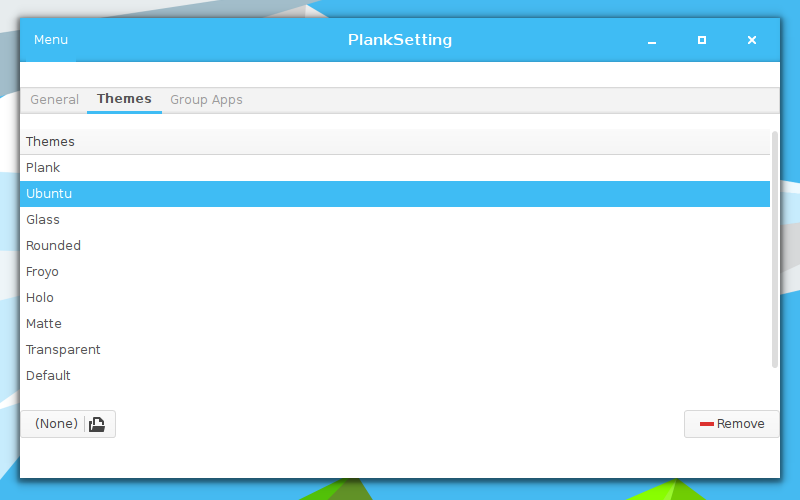 Menu
PlankSetting
General Themes Group Apps
Themes
Plank
Ubuntu
Glass
Rounded
Froyo
Holo
Matte
Transparent
Default
(None)
Remove